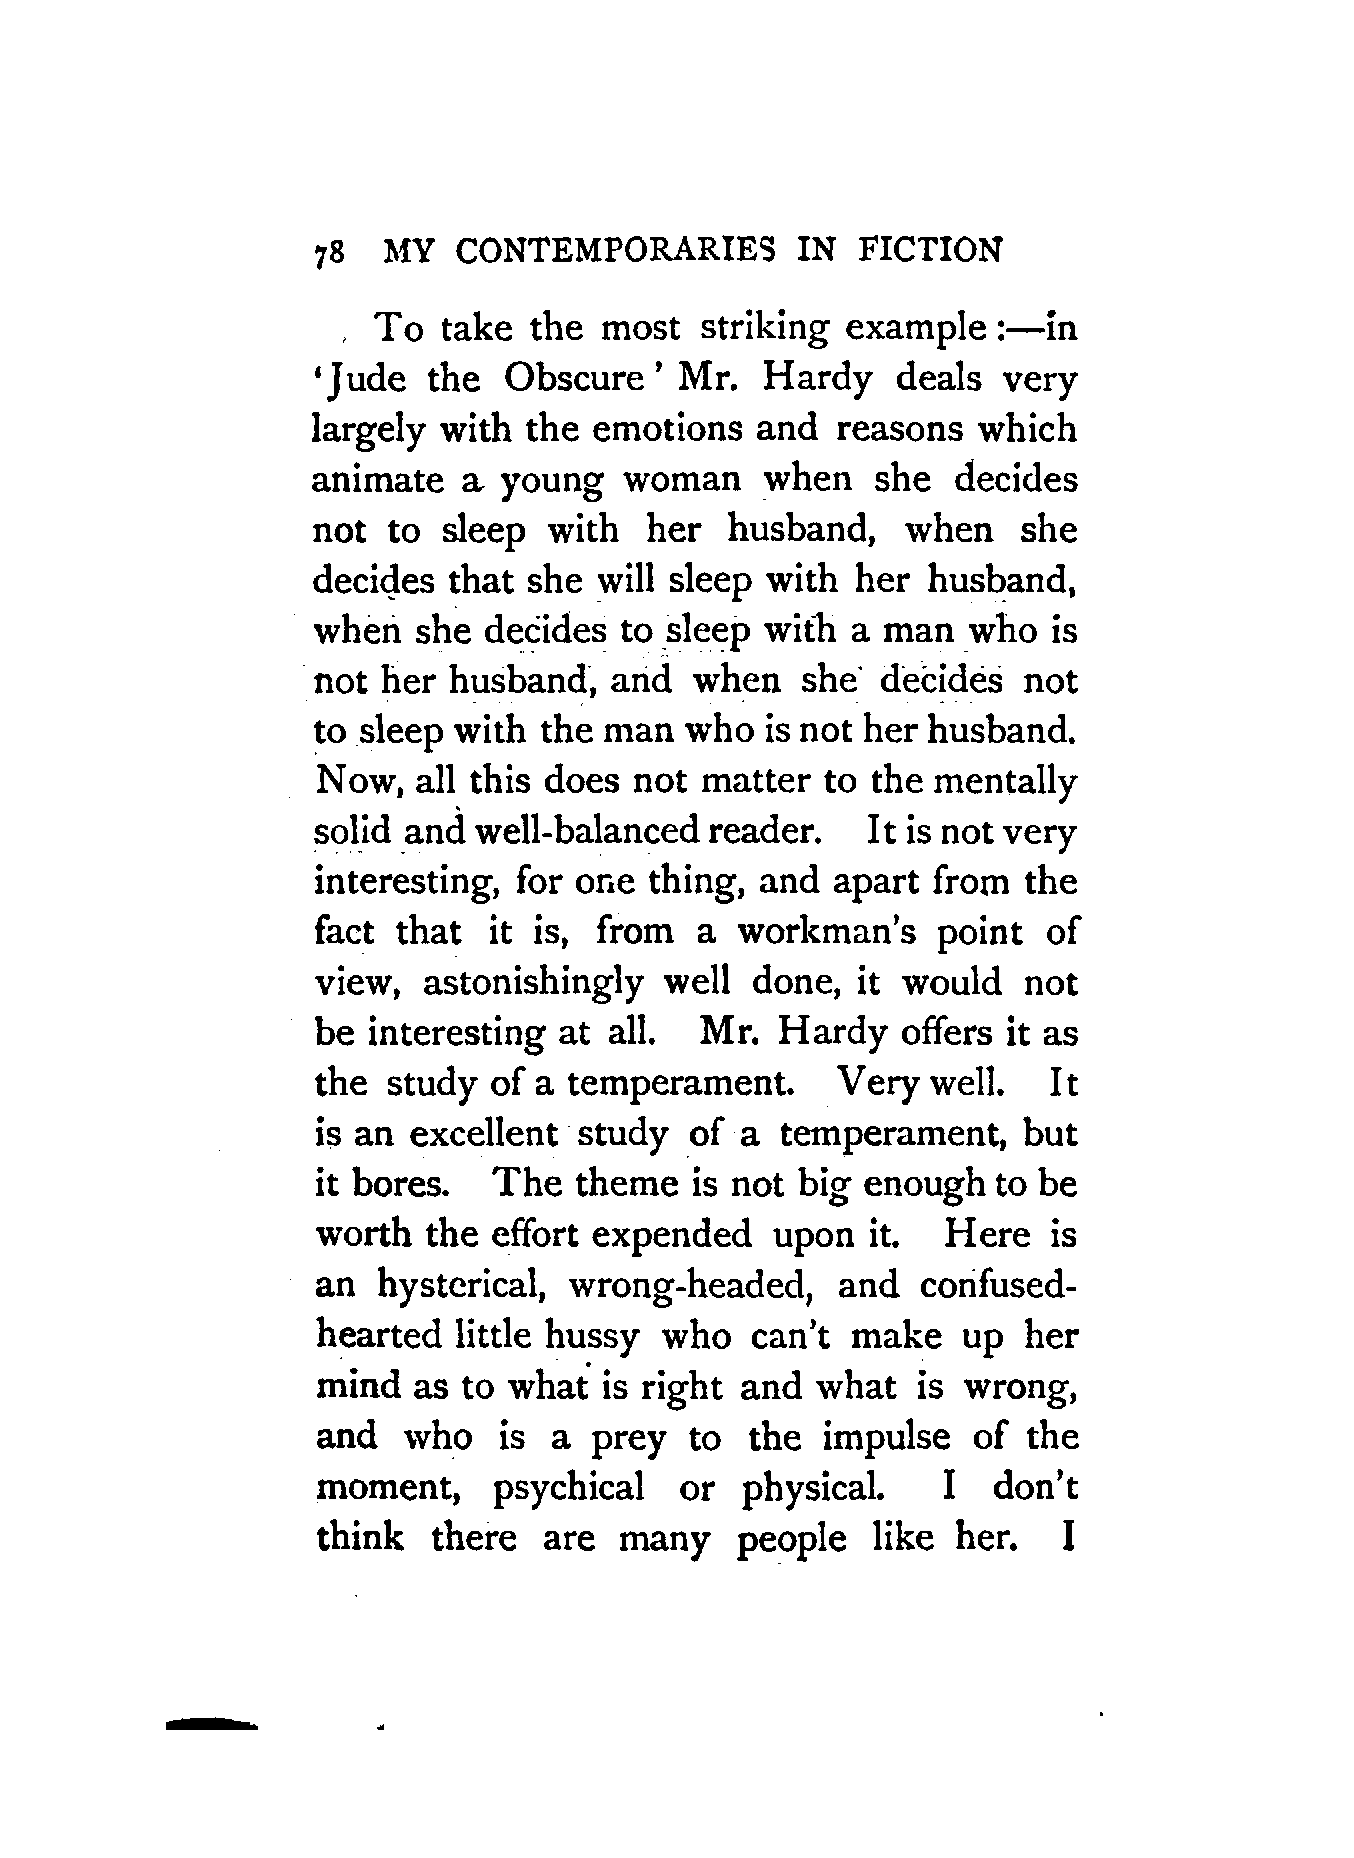 78 MY CONTEMPORARIES IN FICTION
To take the most striking example :—in
‘Jude the Obscure’ Mr. Hardy deals very
largely with the emotions and reasons which
animate a young woman when she decides
not to sleep with her husband, when she
decides that she will sleep with her husband,
when she decides to sleep with a man who is
not her husband, and when she decides not
to sleep with the man who is not her husband.
Now, all this does not matter to the mentally
solid and well-balanced reader. It is not very
interesting, for one thing, and apart from the
fact that it is, from a workman's point of
view, astonishingly well done, it would not
be interesting at all. Mr. Hardy offers it as
the study of a temperament. Very well. It
is an excellent study of a temperament, but
it bores. The theme is not big enough to be
worth the effort expended upon it. Here is
an hysterical, wrong-headed, and confused-
hearted little hussy who can't make up her
mind as to what is right and what is wrong,
and who is a prey to the impulse of the
moment, psychical or physical. I don't
think there are many people like her. I